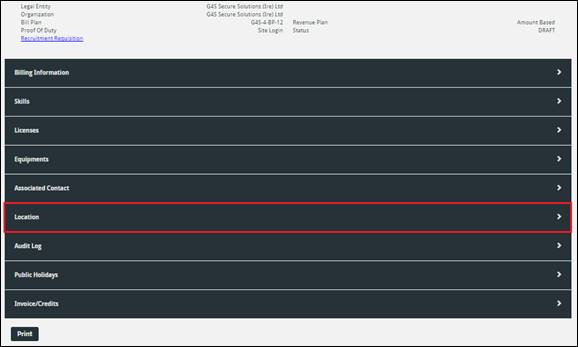 Legal Entity G4S Secure Solutions (Ire) Ltd
Organization G4S Secure Solutions (Ire) Ltd
Bill Plan G4S-4-BP-12 Revenue Plan Amount Based
Proof Of Duty Site Login Status DRAFT
Recruitment Requisition
Billing Information
Skills
Licenses
Equipments
Associated Contact
Location
Audit Log
Public Holidays
Invoice/Credits
Print